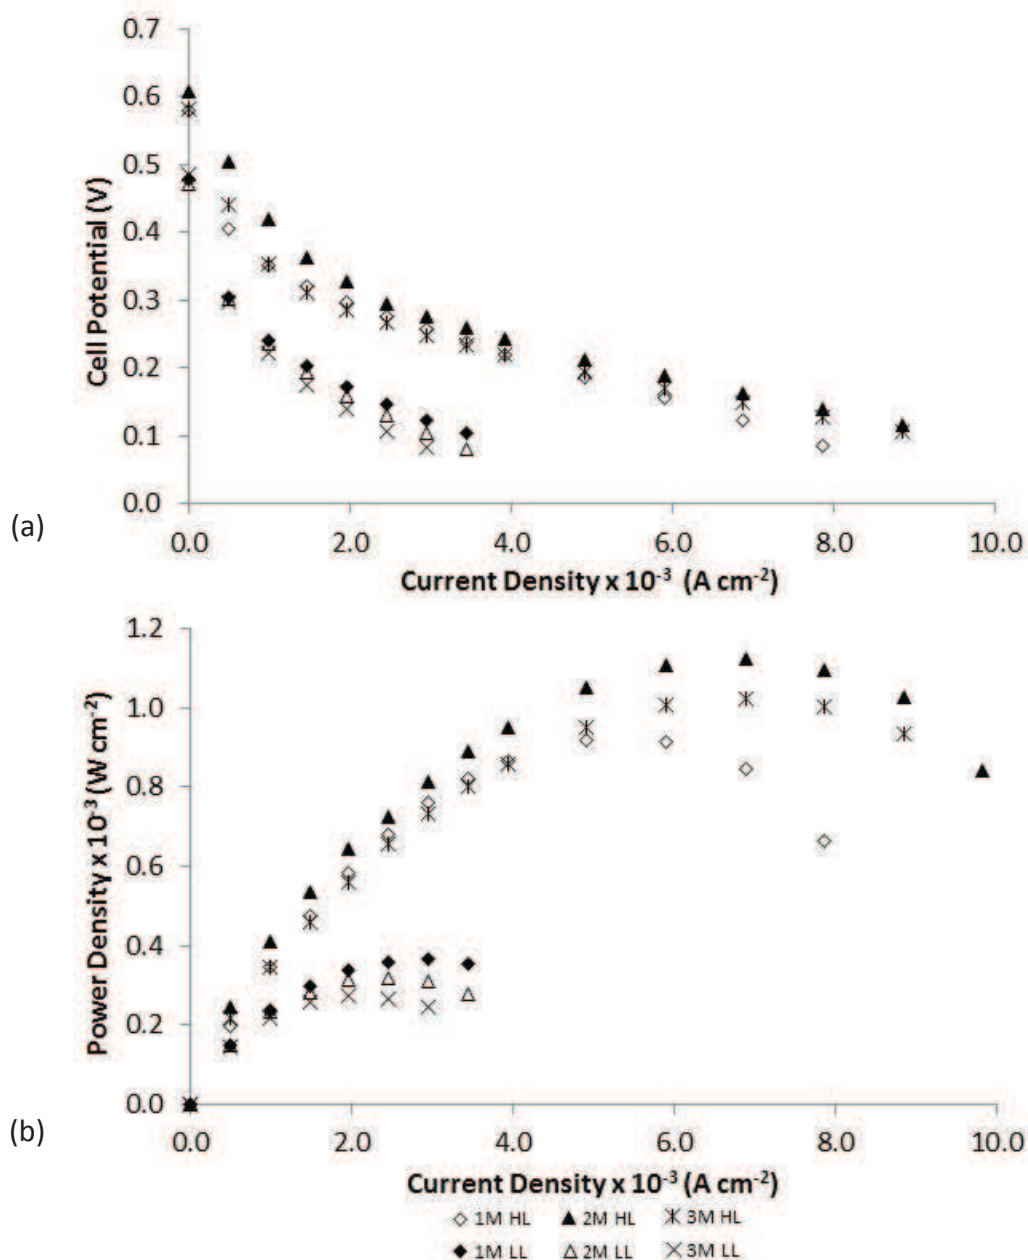 0.7
0.6
0.5
0.4
0.3
0.2
0.1
0.0
Cell Potential (V)
(a)
0.0 2.0 4.0 6.0 8.0 10.0
Current Density x 10⁻³ (A cm⁻²)
1.2
1.0
0.8
0.6
0.4
0.2
0.0
Power Density x 10⁻³ (W cm⁻²)
(b)
0.0 2.0 4.0 6.0 8.0 10.0
Current Density x 10⁻³ (A cm⁻²)
1M HL 2M HL 3M HL
1M LL 2M LL 3M LL